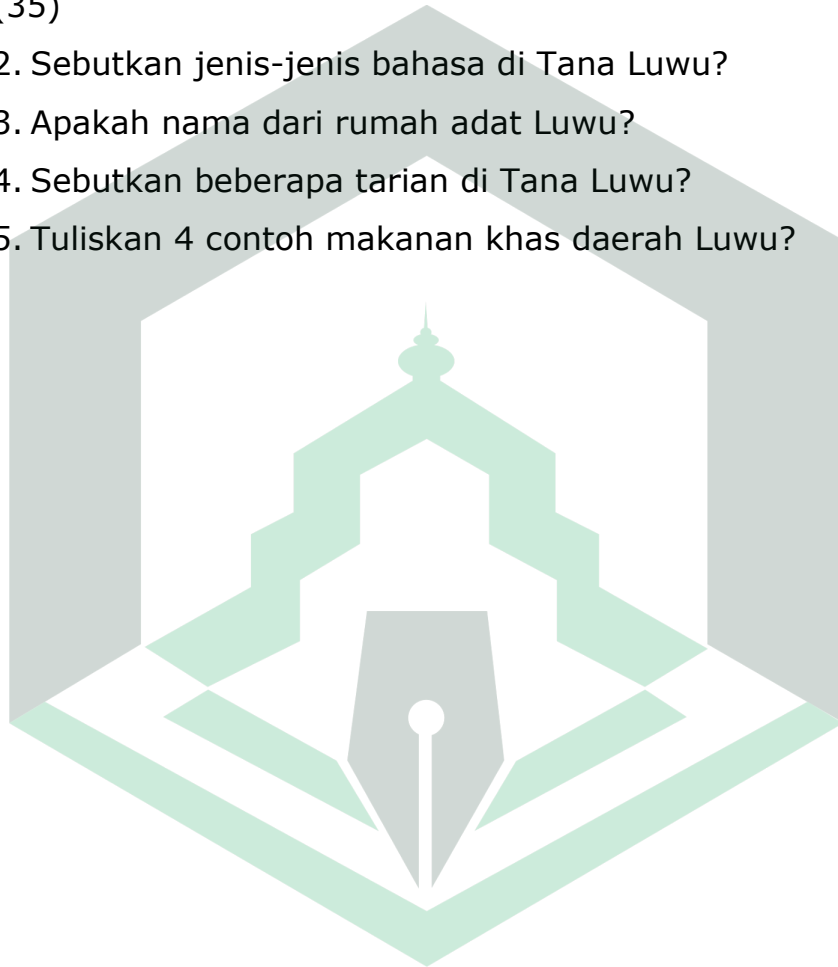 (35)
2. Sebutkan jenis-jenis bahasa di Tana Luwu?
3. Apakah nama dari rumah adat Luwu?
4. Sebutkan beberapa tarian di Tana Luwu?
5. Tuliskan 4 contoh makanan khas daerah Luwu?